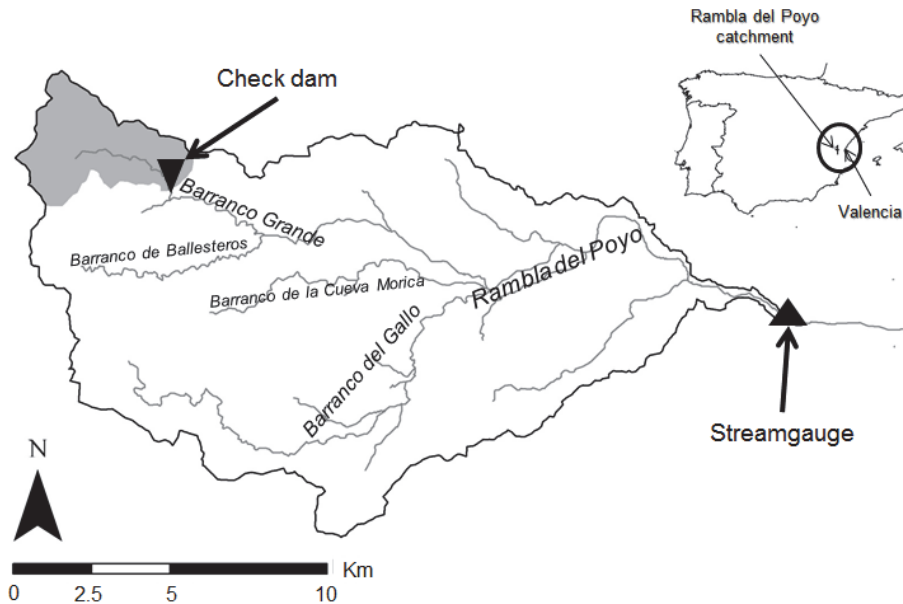 Rambla del Poyo
catchment
Check dam
Valencia
Barranco Grande
Barranco de Ballesteros
Rambla del Poyo
Barranco de la Cueva Morica
Barranco del Gallo
Streamgauge
N
Km
0 2.5 5 10